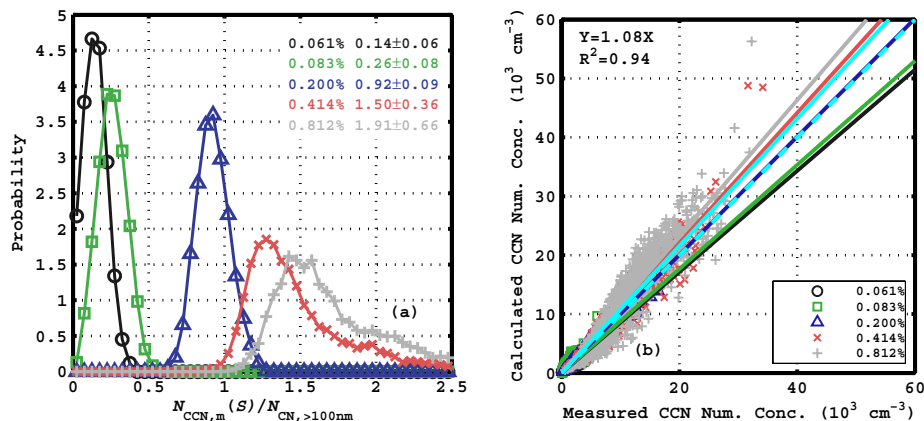 0.061% 0.14±0.06
0.083% 0.26±0.08
0.200% 0.92±0.09
0.414% 1.50±0.36
0.812% 1.91±0.66
Probability
4.5
4
3.5
3
2.5
2
1.5
1
0.5
0
(a)
0 0.5 1 1.5 2 2.5
N_CCN,m(S)/N_CN,>100nm
Y=1.08X
R²=0.94
Calculated CCN Num. Conc. (10³ cm⁻³)
60
50
40
30
20
10
0
(b)
0.061%
0.083%
0.200%
0.414%
0.812%
0 20 40 60
Measured CCN Num. Conc. (10³ cm⁻³)